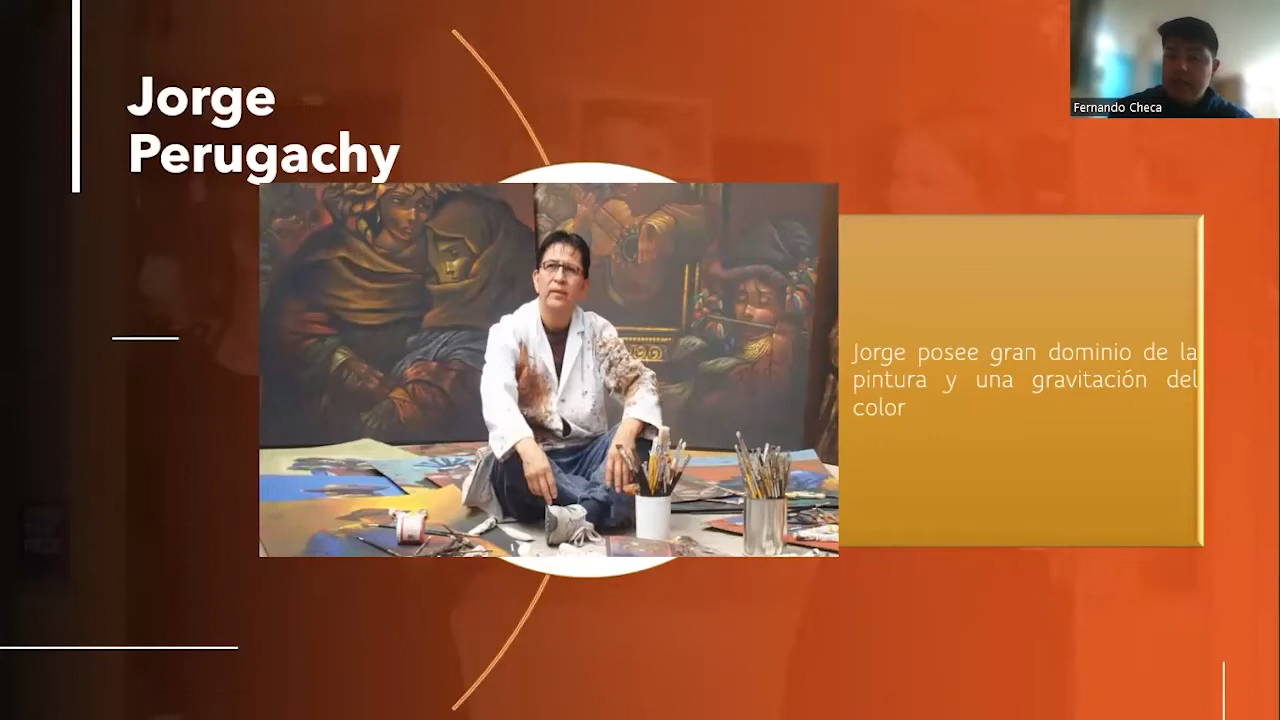 Jorge
Perugachy
Fernando Checa
Jorge posee gran dominio de la
pintura y una gravitación del
color